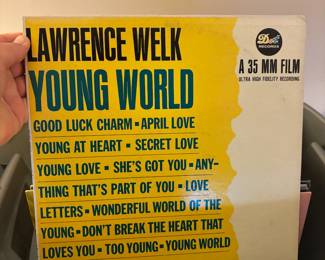 LAWRENCE WELK
YOUNG WORLD
Dot
RECORDS
A 35 MM FILM
ULTRA HIGH FIDELITY RECORDING
GOOD LUCK CHARM • APRIL LOVE
YOUNG AT HEART • SECRET LOVE
YOUNG LOVE • SHE'S GOT YOU • ANY-
THING THAT'S PART OF YOU • LOVE
LETTERS • WONDERFUL WORLD OF THE
YOUNG • DON'T BREAK THE HEART THAT
LOVES YOU • TOO YOUNG • YOUNG WORLD